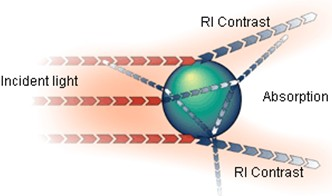 RI Contrast
Incident light
Absorption
RI Contrast